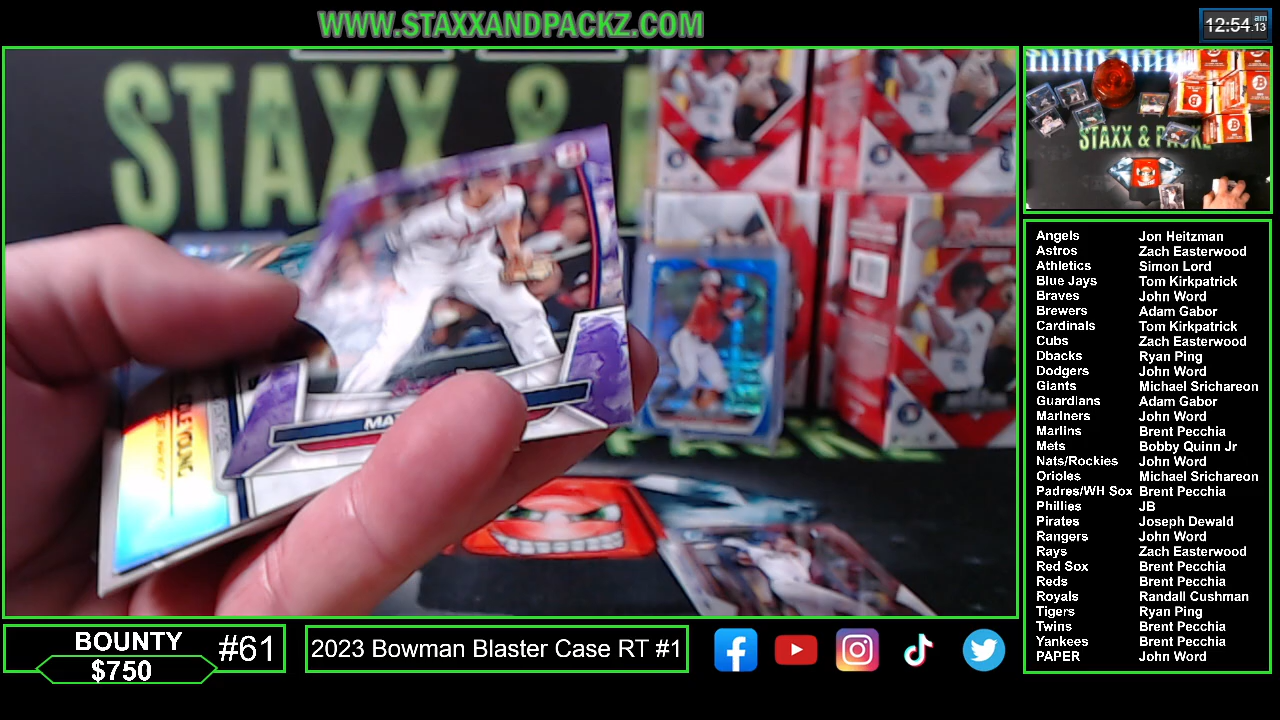 WWW.STAXXANDPACKZ.COM
12:54 am .13
STAXX &
MA
COLE YOUNG
STAXX & PACKZ
Angels Jon Heitzman
Astros Zach Easterwood
Athletics Simon Lord
Blue Jays Tom Kirkpatrick
Braves John Word
Brewers Adam Gabor
Cardinals Tom Kirkpatrick
Cubs Zach Easterwood
Dbacks Ryan Ping
Dodgers John Word
Giants Michael Srichareon
Guardians Adam Gabor
Mariners John Word
Marlins Brent Pecchia
Mets Bobby Quinn Jr
Nats/Rockies John Word
Orioles Michael Srichareon
Padres/WH Sox Brent Pecchia
Phillies JB
Pirates Joseph Dewald
Rangers John Word
Rays Zach Easterwood
Red Sox Brent Pecchia
Reds Brent Pecchia
Royals Randall Cushman
Tigers Ryan Ping
Twins Brent Pecchia
Yankees Brent Pecchia
PAPER John Word
BOUNTY
$750
#61
2023 Bowman Blaster Case RT #1